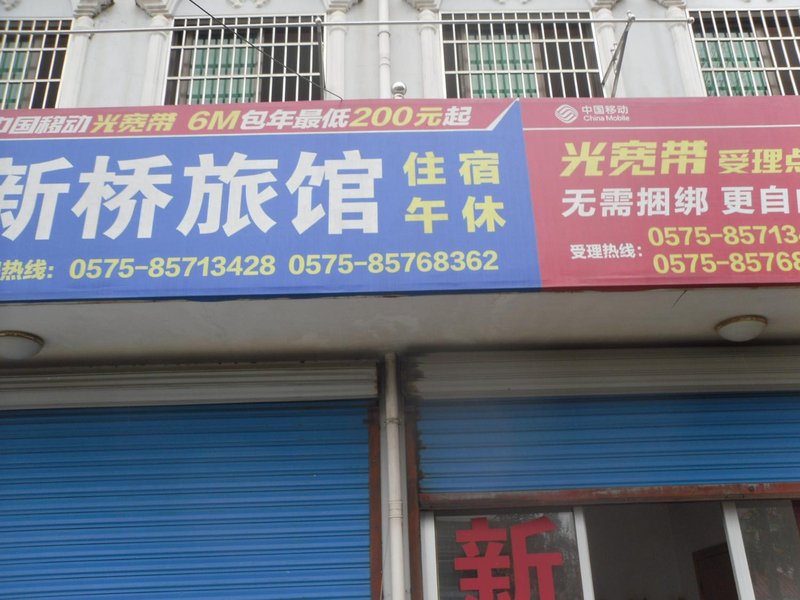 中国移动 光宽带 6M包年最低200元起
新桥旅馆
住宿
午休
热线：0575-85713428 0575-85768362
中国移动
China Mobile
光宽带 受理点
无需捆绑 更自由
受理热线：0575-857134
0575-85768
新